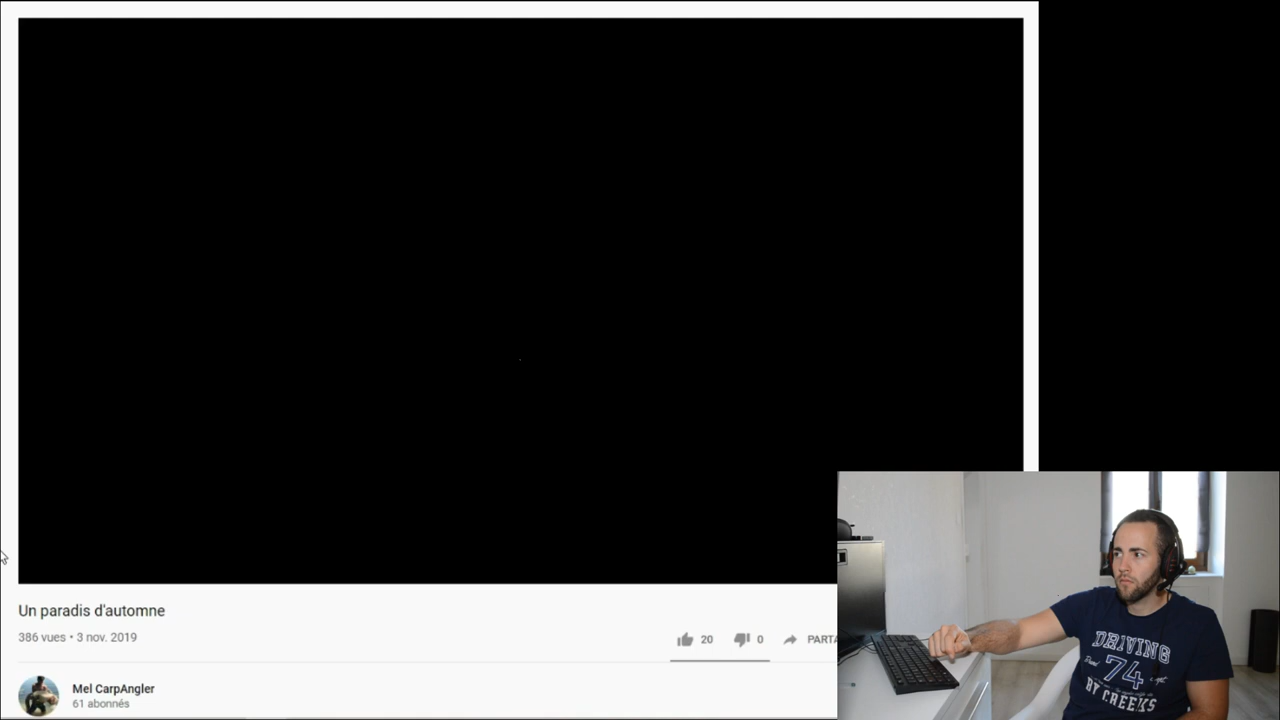 Un paradis d'automne
386 vues • 3 nov. 2019
20
0
PARTA
Mel CarpAngler
61 abonnés
DRIVING
74
BY CREEKS